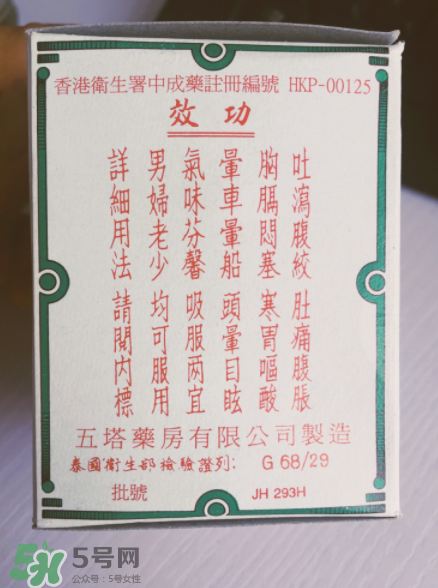 香港衛生署中成藥註冊編號 HKP-00125
功效
吐瀉腹絞 肚痛腹脹
胸膈悶塞 寒胃嘔酸
暈車暈船 頭暈目眩
氣味芬馨 吸服两宜
男婦老少 均可服用
詳細用法 請閱內標
五塔藥房有限公司製造
泰國衛生部檢驗證列: G 68/29
批號 JH 293H
5号网
公众号:5号女性